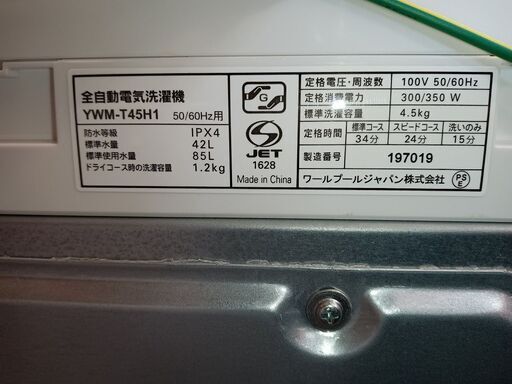 全自動電気洗濯機
YWM-T45H1 50/60Hz用
防水等級 IPX4
標準水量 42L
標準使用水量 85L
ドライコース時の洗濯容量 1.2kg
G
S
JET
1628
Made in China
定格電圧・周波数 100V 50/60Hz
定格消費電力 300/350 W
標準洗濯容量 4.5kg
定格時間 標準コース スピードコース 洗いのみ
34分 24分 15分
製造番号 197019
ワールプールジャパン株式会社 PSE